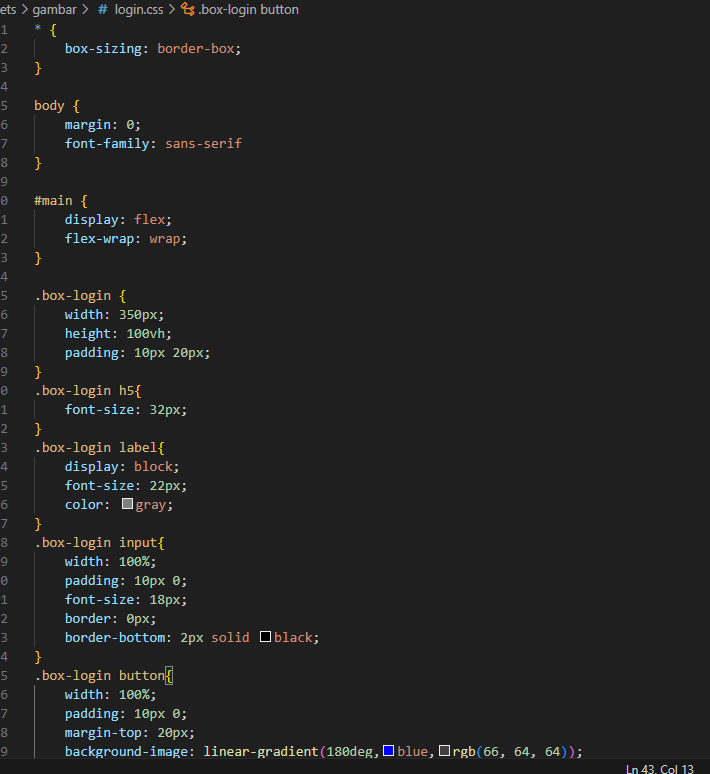 ets > gambar > # login.css > .box-login button
1 * {
2 box-sizing: border-box;
3 }
4
5 body {
6 margin: 0;
7 font-family: sans-serif
8 }
9
0 #main {
1 display: flex;
2 flex-wrap: wrap;
3 }
4
5 .box-login {
6 width: 350px;
7 height: 100vh;
8 padding: 10px 20px;
9 }
0 .box-login h5{
1 font-size: 32px;
2 }
3 .box-login label{
4 display: block;
5 font-size: 22px;
6 color: gray;
7 }
8 .box-login input{
9 width: 100%;
0 padding: 10px 0;
1 font-size: 18px;
2 border: 0px;
3 border-bottom: 2px solid black;
4 }
5 .box-login button{
6 width: 100%;
7 padding: 10px 0;
8 margin-top: 20px;
9 background-image: linear-gradient(180deg,blue,rgb(66, 64, 64));
Ln 43, Col 13